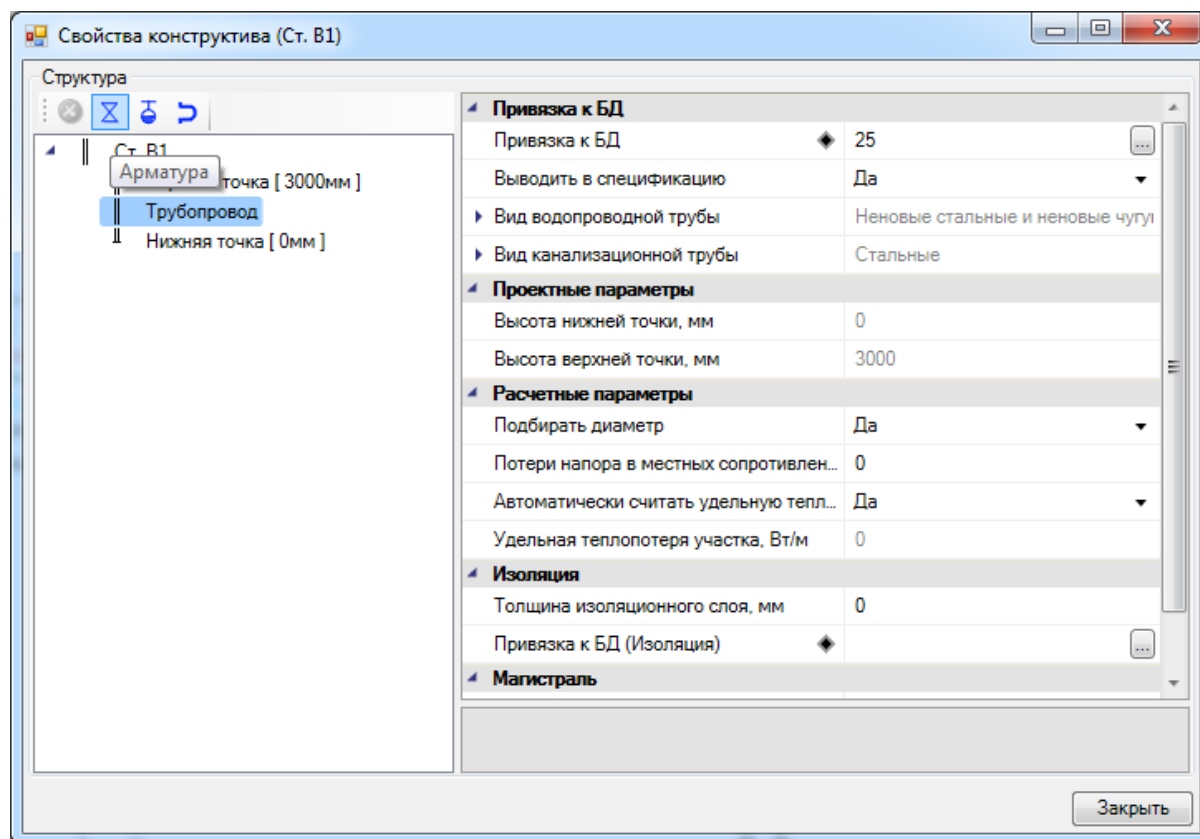 Свойства конструктива (Ст. В1)
Структура
Ст. В1
Арматура
точка [ 3000мм ]
Трубопровод
Нижняя точка [ 0мм ]
Привязка к БД
Привязка к БД 25 ...
Выводить в спецификацию Да
Вид водопроводной трубы Неновые стальные и неновые чугу
Вид канализационной трубы Стальные
Проектные параметры
Высота нижней точки, мм 0
Высота верхней точки, мм 3000
Расчетные параметры
Подбирать диаметр Да
Потери напора в местных сопротивлен... 0
Автоматически считать удельную тепл... Да
Удельная теплопотеря участка, Вт/м 0
Изоляция
Толщина изоляционного слоя, мм 0
Привязка к БД (Изоляция) ...
Магистраль
Закрыть